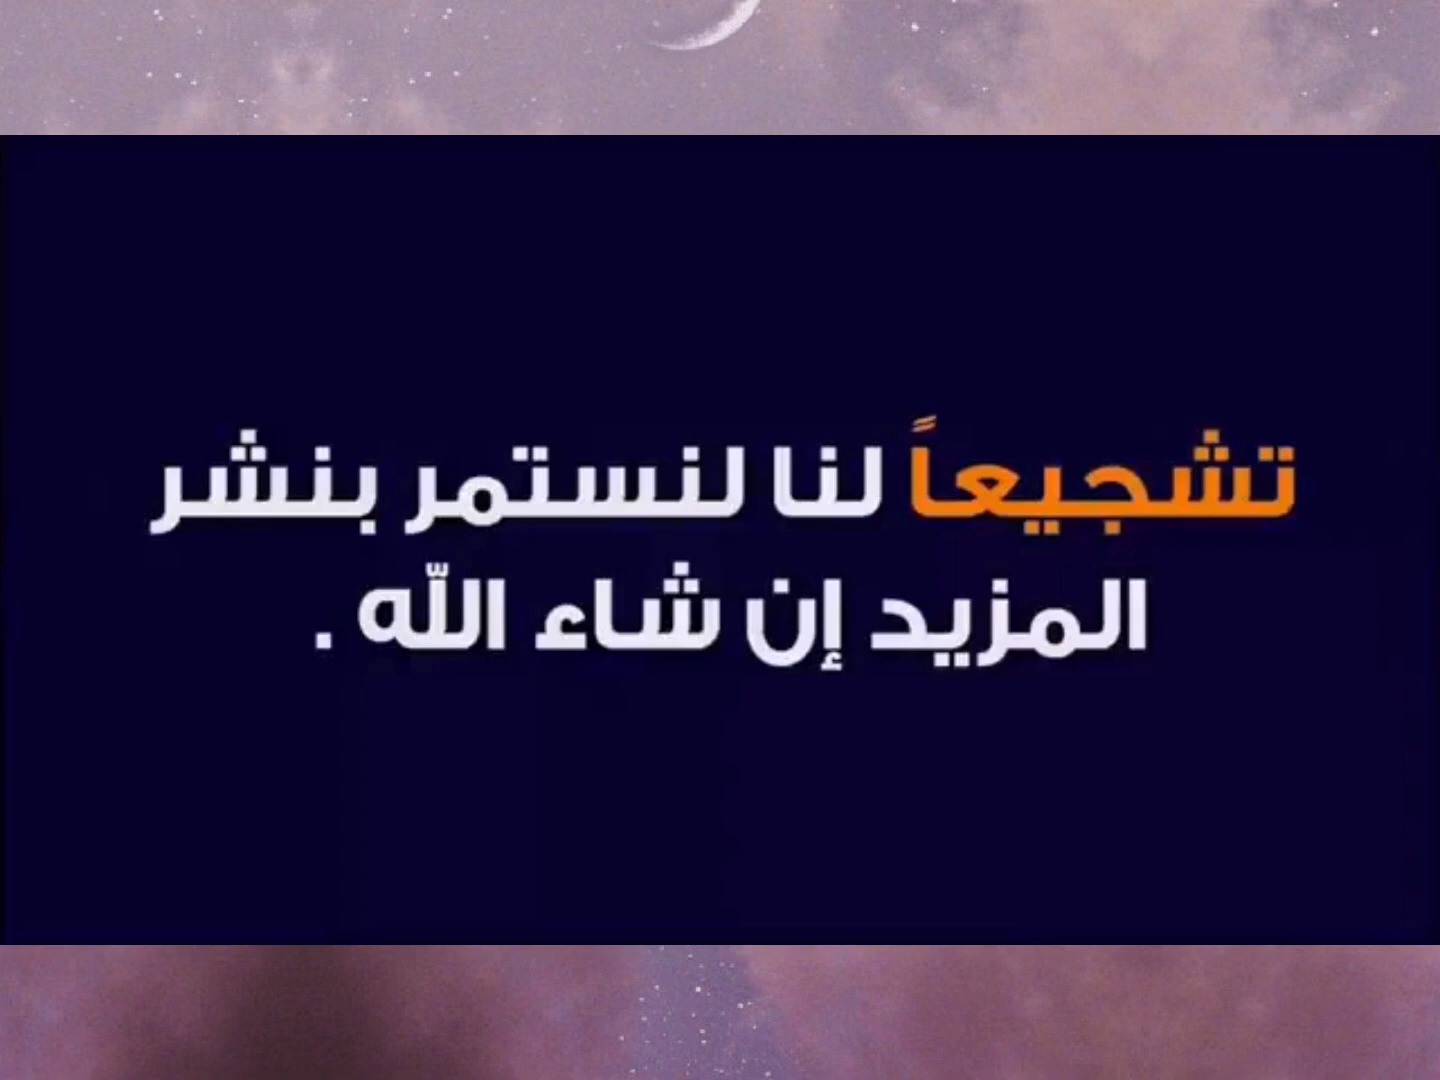 تشجيعاً لنا لنستمر بنشر
المزيد إن شاء اللّه .